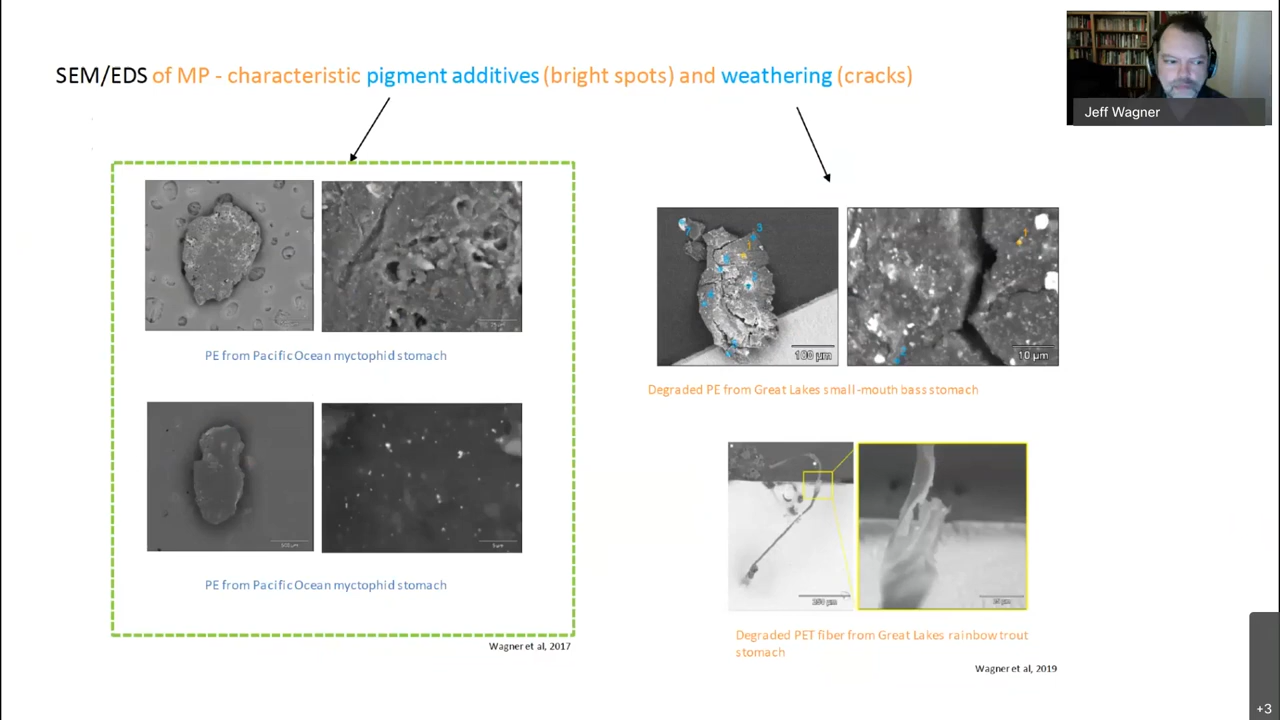 SEM/EDS of MP - characteristic pigment additives (bright spots) and weathering (cracks)
Jeff Wagner
PE from Pacific Ocean myctophid stomach
3
1
100 µm
1
10 µm
Degraded PE from Great Lakes small-mouth bass stomach
PE from Pacific Ocean myctophid stomach
Wagner et al, 2017
Degraded PET fiber from Great Lakes rainbow trout
stomach
Wagner et al, 2019
+3